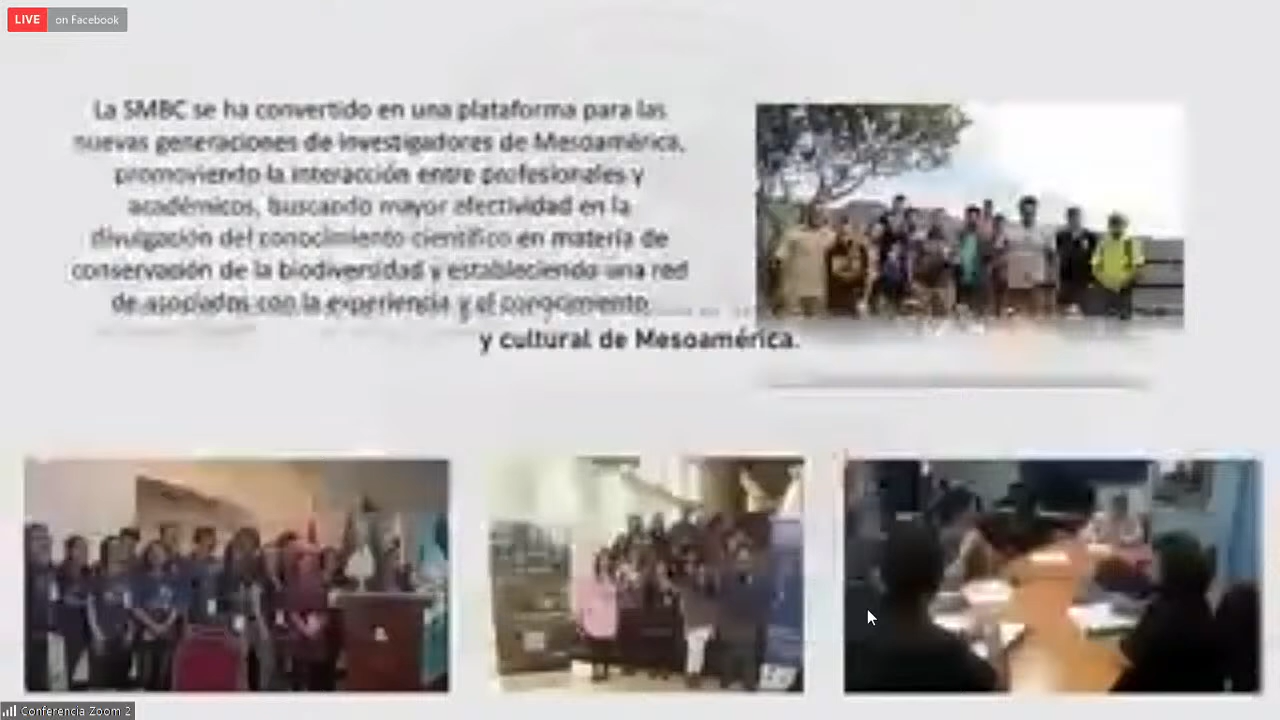 LIVE on Facebook
La SMBC se ha convertido en una plataforma para las
nuevas generaciones de investigadores de Mesoamérica,
promoviendo la interacción entre profesionales y
académicos, buscando mayor efectividad en la
divulgación del conocimiento científico en materia de
conservación de la biodiversidad y estableciendo una red
de asociados con la experiencia y el conocimiento
y cultural de Mesoamérica.
Conferencia Zoom 2